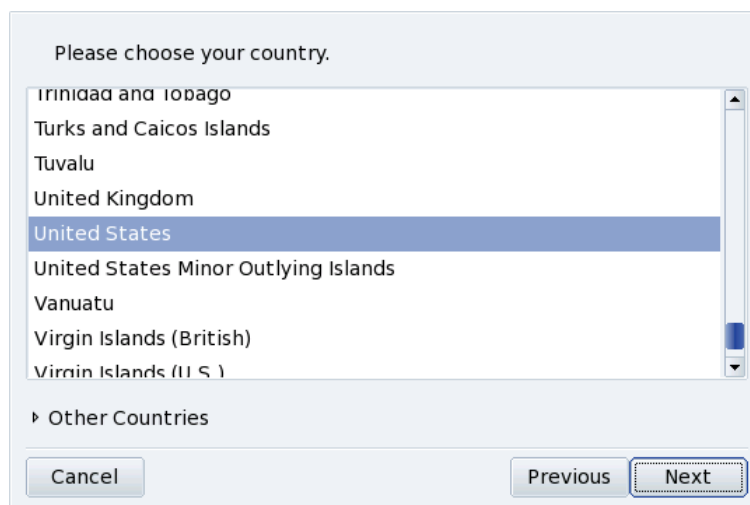 Please choose your country.
Trinidad and Tobago
Turks and Caicos Islands
Tuvalu
United Kingdom
United States
United States Minor Outlying Islands
Vanuatu
Virgin Islands (British)
Virgin Islands (U.S.)
Other Countries
Cancel Previous Next